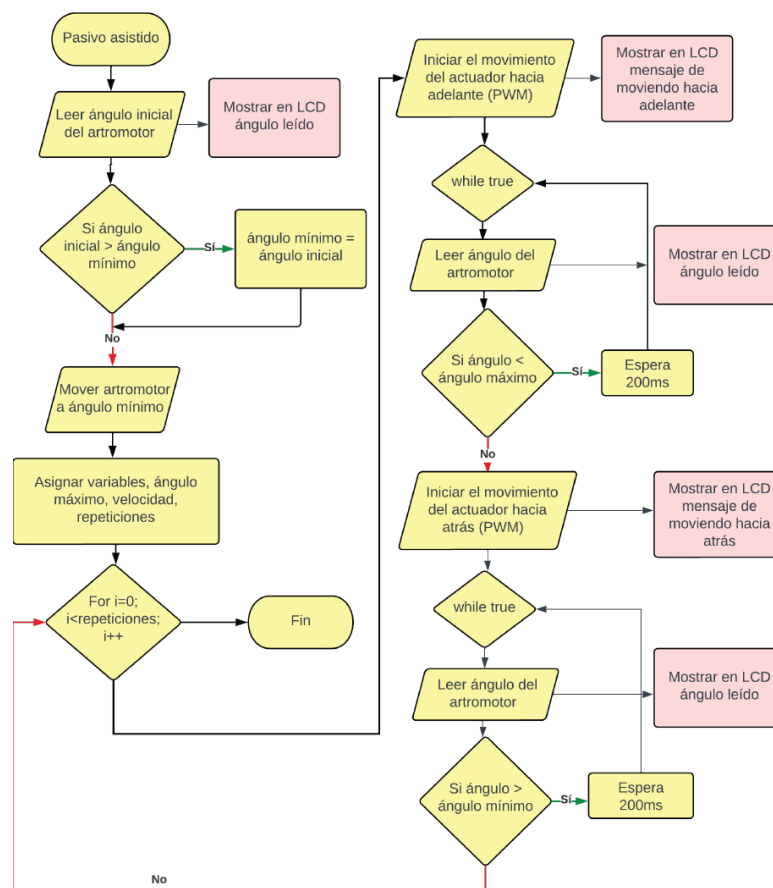 Pasivo asistido
Leer ángulo inicial
del artromotor
Mostrar en LCD
ángulo leído
Si ángulo
inicial > ángulo
mínimo
Sí
ángulo mínimo =
ángulo inicial
No
Mover artromotor
a ángulo mínimo
Asignar variables, ángulo
máximo, velocidad,
repeticiones
For i=0;
i<repeticiones;
i++
Fin
Iniciar el movimiento
del actuador hacia
adelante (PWM)
Mostrar en LCD
mensaje de
moviendo hacia
adelante
while true
Leer ángulo del
artromotor
Mostrar en LCD
ángulo leído
Si ángulo <
ángulo máximo
Sí
Espera
200ms
No
Iniciar el movimiento
del actuador hacia
atrás (PWM)
Mostrar en LCD
mensaje de
moviendo hacia
atrás
while true
Leer ángulo del
artromotor
Mostrar en LCD
ángulo leído
Si ángulo >
ángulo mínimo
Sí
Espera
200ms
No